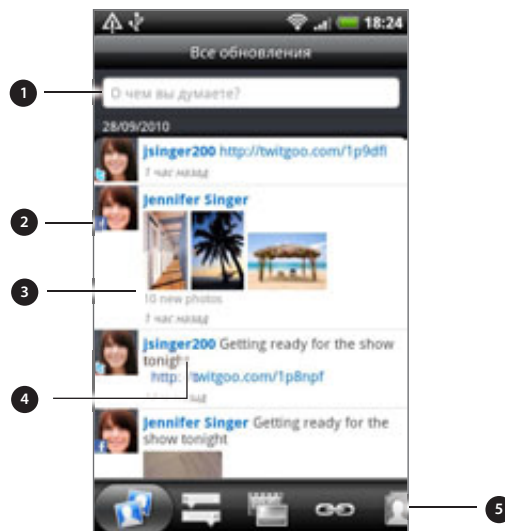 18:24
Все обновления
1
О чем вы думаете?
28/09/2010
jsinger200 http://twitgoo.com/1p9dfl
1 час назад
2
Jennifer Singer
3
10 new photos
1 час назад
jsinger200 Getting ready for the show
tonight
http://twitgoo.com/1p8npf
4
Jennifer Singer Getting ready for the
show tonight
5